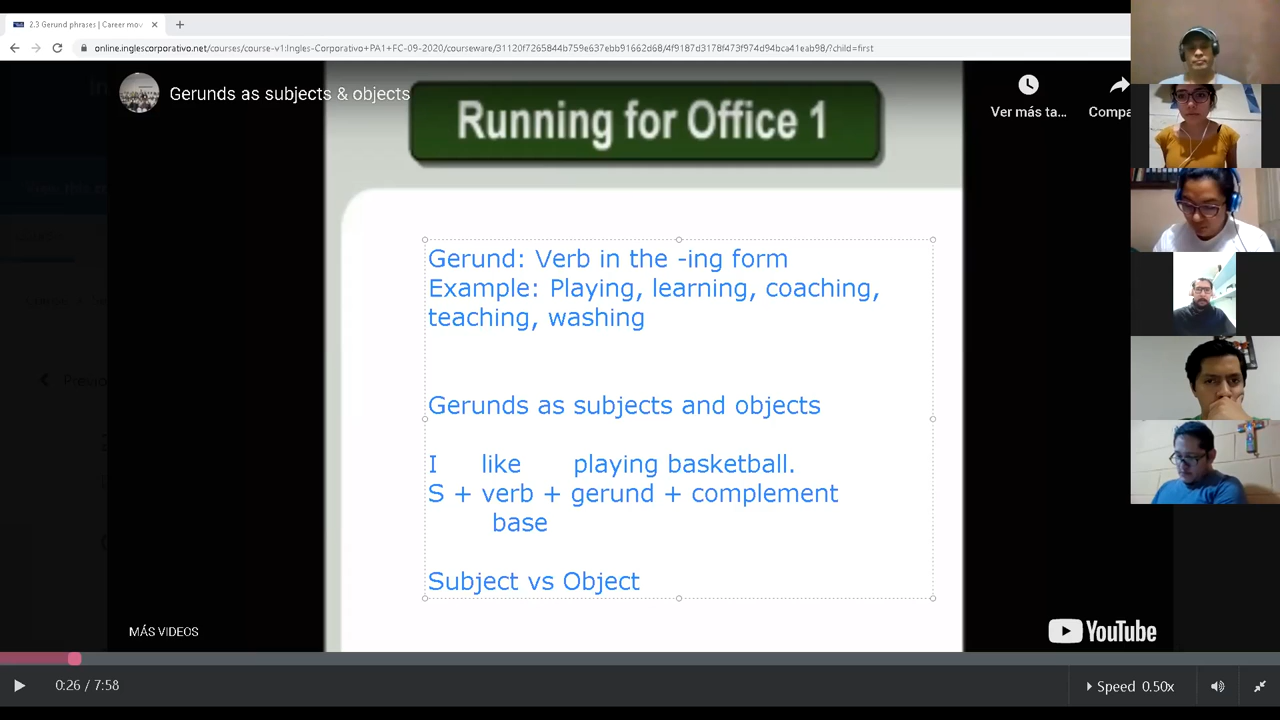 2.3 Gerund phrases | Career mov
online.inglescorporativo.net/courses/course-v1:Ingles-Corporativo+PA1+FC-09-2020/courseware/31120f7265844b759e637ebb91662d68/4f9187d3178f473f974d94bca41eab98/?child=first
Gerunds as subjects & objects
Running for Office 1
Ver más ta...
Compa
Gerund: Verb in the -ing form
Example: Playing, learning, coaching,
teaching, washing
Gerunds as subjects and objects
I like playing basketball.
S + verb + gerund + complement
base
Subject vs Object
Previo
MÁS VIDEOS
YouTube
0:26 / 7:58
Speed 0.50x